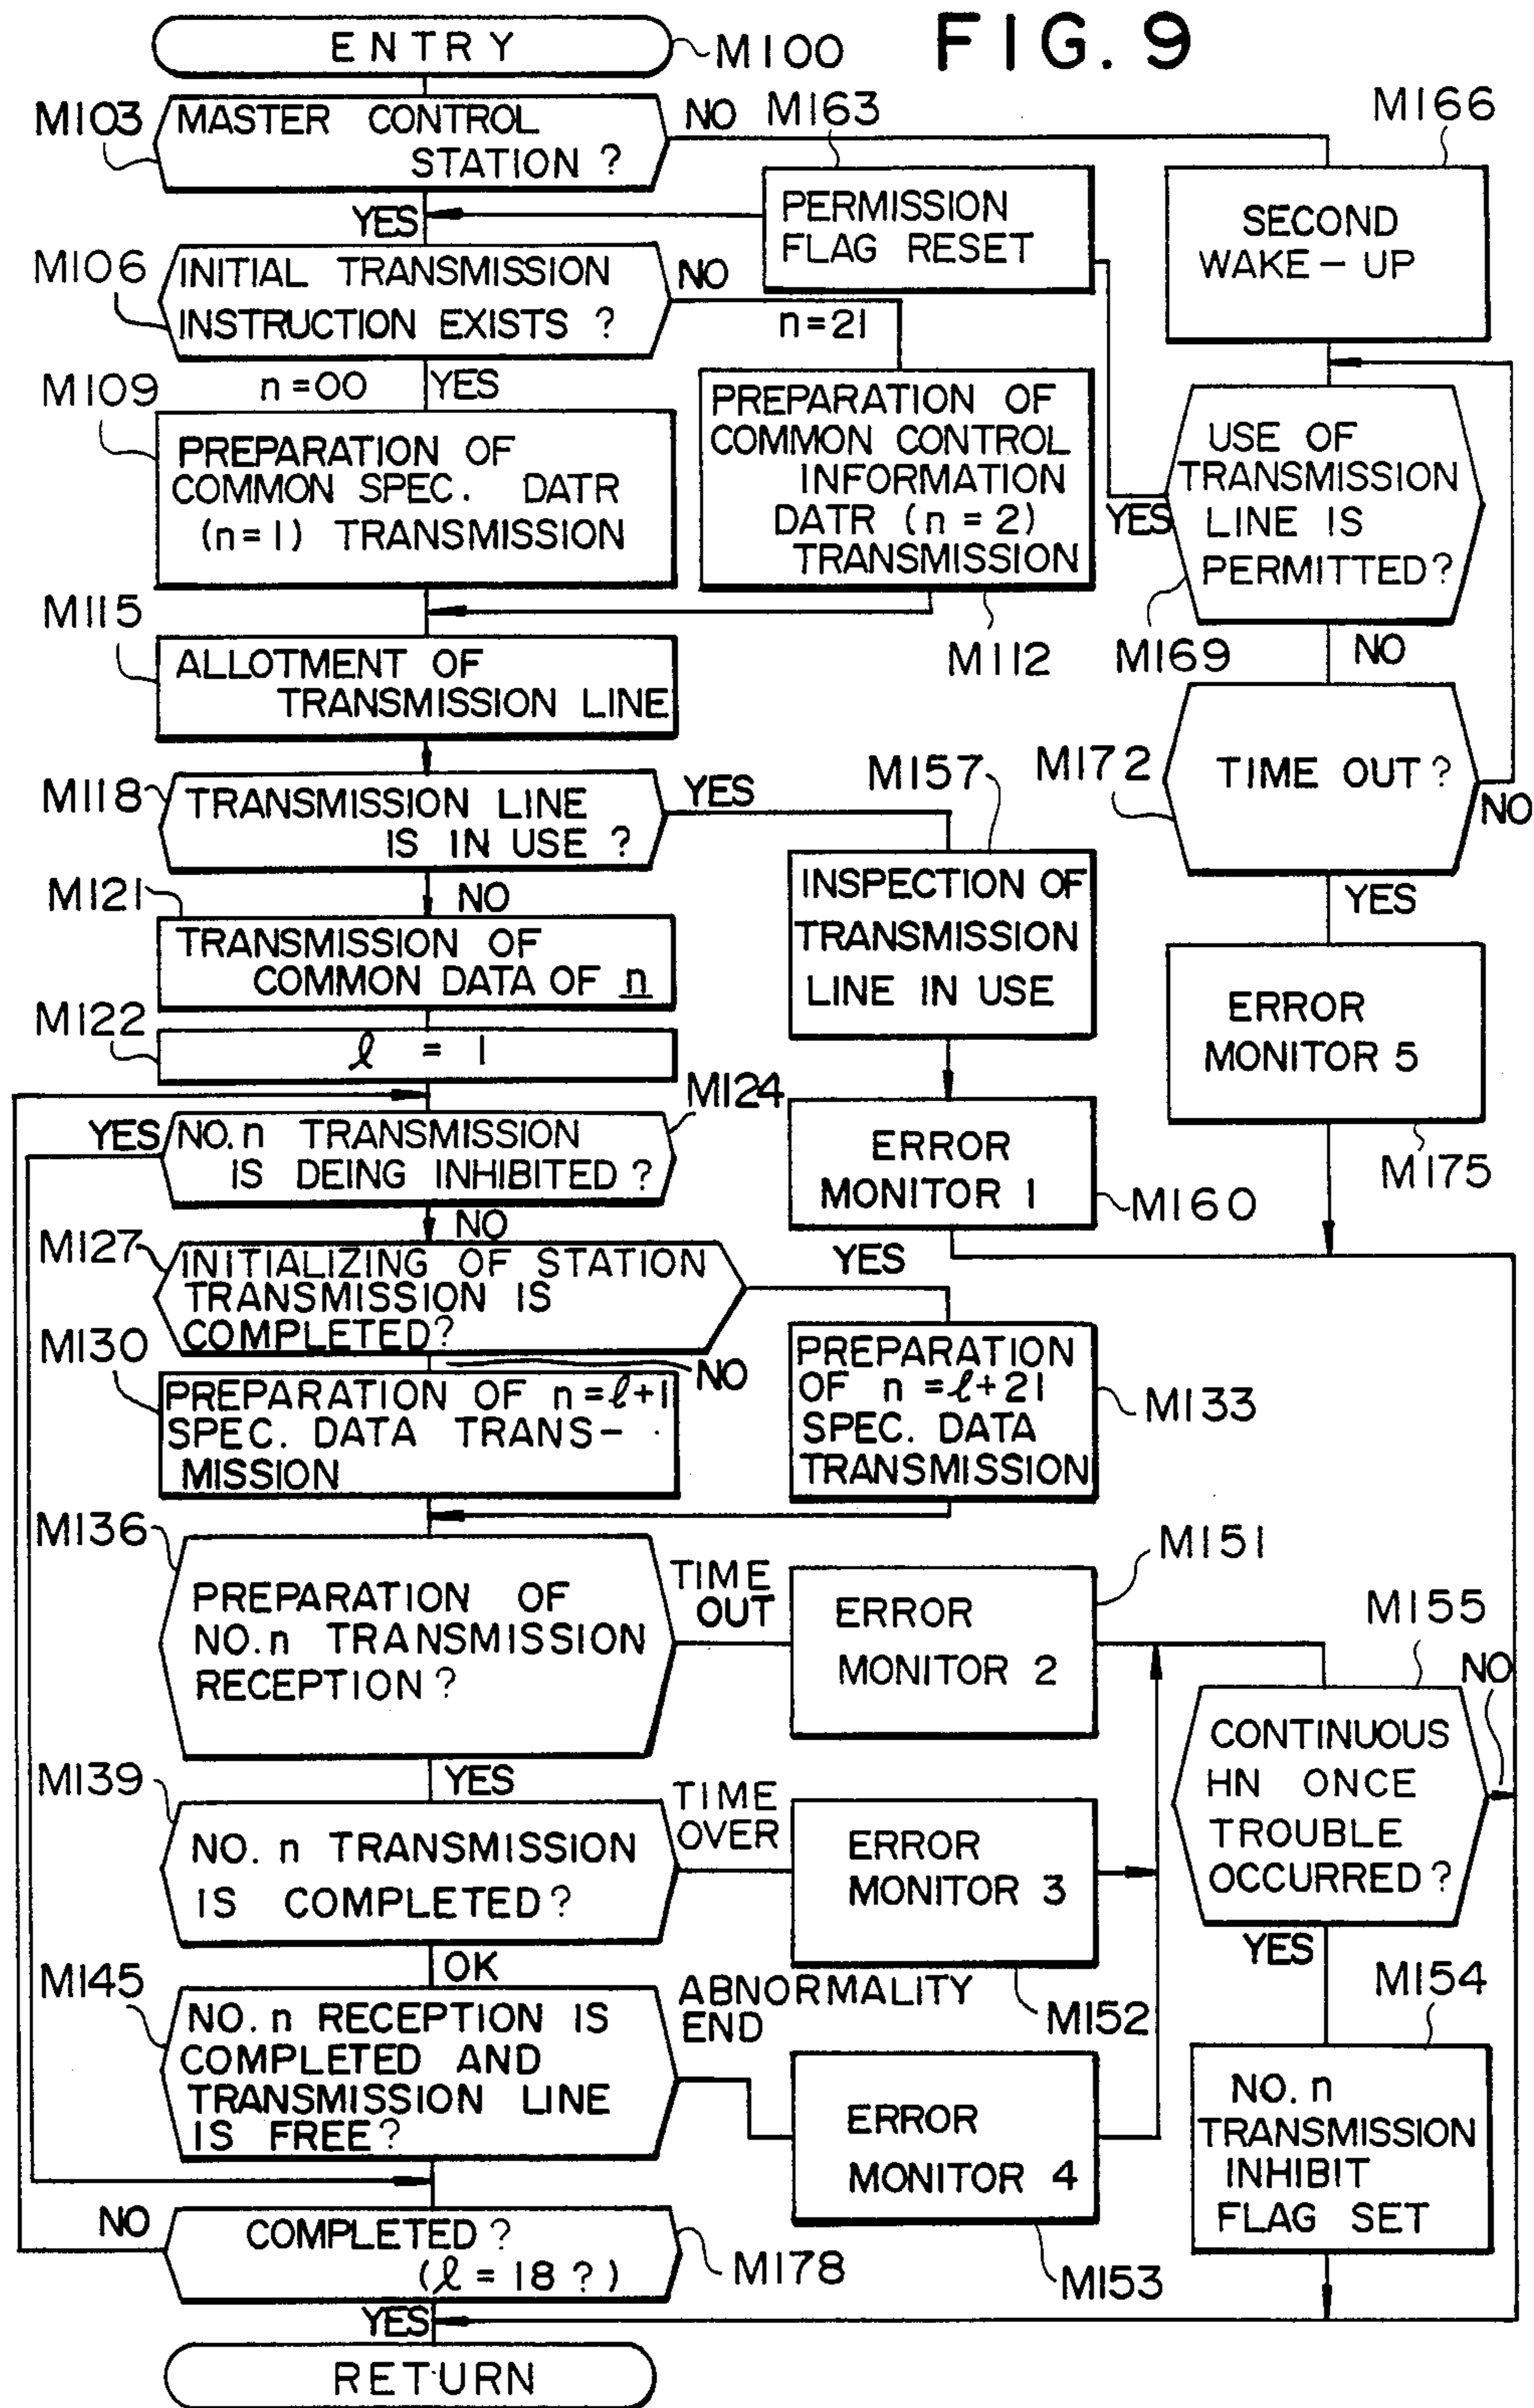 FIG. 9
ENTRY
M100
M103
MASTER CONTROL
STATION ?
NO
M163
M166
YES
PERMISSION
FLAG RESET
SECOND
WAKE-UP
M106
INITIAL TRANSMISSION
INSTRUCTION EXISTS ?
NO
n=21
M109
n=00
YES
PREPARATION OF
COMMON SPEC. DATR
(n=1) TRANSMISSION
PREPARATION OF
COMMON CONTROL
INFORMATION
DATR (n = 2)
TRANSMISSION
M112
USE OF
TRANSMISSION
LINE IS
PERMITTED?
YES
M169
NO
M115
ALLOTMENT OF
TRANSMISSION LINE
M118
TRANSMISSION LINE
IS IN USE ?
YES
M157
M172
TIME OUT ?
NO
YES
M121
NO
TRANSMISSION OF
COMMON DATA OF n
INSPECTION OF
TRANSMISSION
LINE IN USE
ERROR
MONITOR 5
M175
M122
ℓ = 1
M124
YES
NO. n TRANSMISSION
IS DEING INHIBITED ?
NO
ERROR
MONITOR 1
M160
M127
INITIALIZING OF STATION
TRANSMISSION IS
COMPLETED?
YES
M130
NO
PREPARATION OF n=ℓ+1
SPEC. DATA TRANS-
MISSION
PREPARATION
OF n =ℓ+21
SPEC. DATA
TRANSMISSION
M133
M136
PREPARATION OF
NO. n TRANSMISSION
RECEPTION ?
TIME
OUT
ERROR
MONITOR 2
M151
M155
NO
YES
CONTINUOUS
HN ONCE
TROUBLE
OCCURRED ?
YES
M139
NO. n TRANSMISSION
IS COMPLETED?
TIME
OVER
ERROR
MONITOR 3
M152
OK
M145
NO. n RECEPTION IS
COMPLETED AND
TRANSMISSION LINE
IS FREE?
ABNORMALITY
END
ERROR
MONITOR 4
M153
M154
NO. n
TRANSMISSION
INHIBIT
FLAG SET
NO
COMPLETED ?
(ℓ = 18 ?)
M178
YES
RETURN